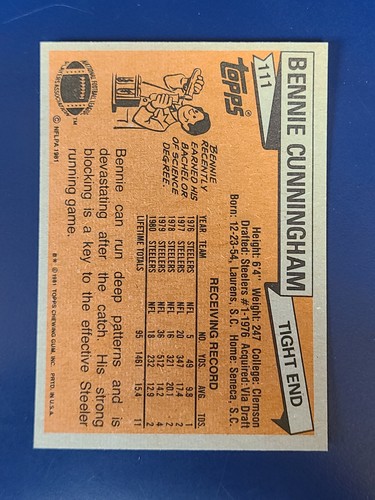 111
BENNIE CUNNINGHAM
TIGHT END
TOPPS®
Height: 6'4" Weight: 247 College: Clemson
Drafted: Steelers #1-1976 Acquired: Via Draft
Born: 12-23-54, Laurens, S.C. Home: Seneca, S.C.
RECEIVING RECORD
YEAR TEAM NO. YDS. AVG. TDS.
1976 STEELERS NFL 5 49 9.8 1
1977 STEELERS NFL 20 347 17.4 2
1978 STEELERS NFL 16 321 20.1 2
1979 STEELERS NFL 36 512 14.2 4
1980 STEELERS NFL 18 232 12.9 2
LIFETIME TOTALS 95 1461 15.4 11
BENNIE
RECENTLY
EARNED HIS
BACHELOR
OF SCIENCE
DEGREE.
NATIONAL FOOTBALL LEAGUE
PLAYERS ASSOCIATION
TM
© NFLPA 1981
Bennie can run deep patterns and is
devastating after the catch. His strong
blocking is a key to the effective Steeler
running game.
© 1981 TOPPS CHEWING GUM, INC. PRTD. IN U.S.A.